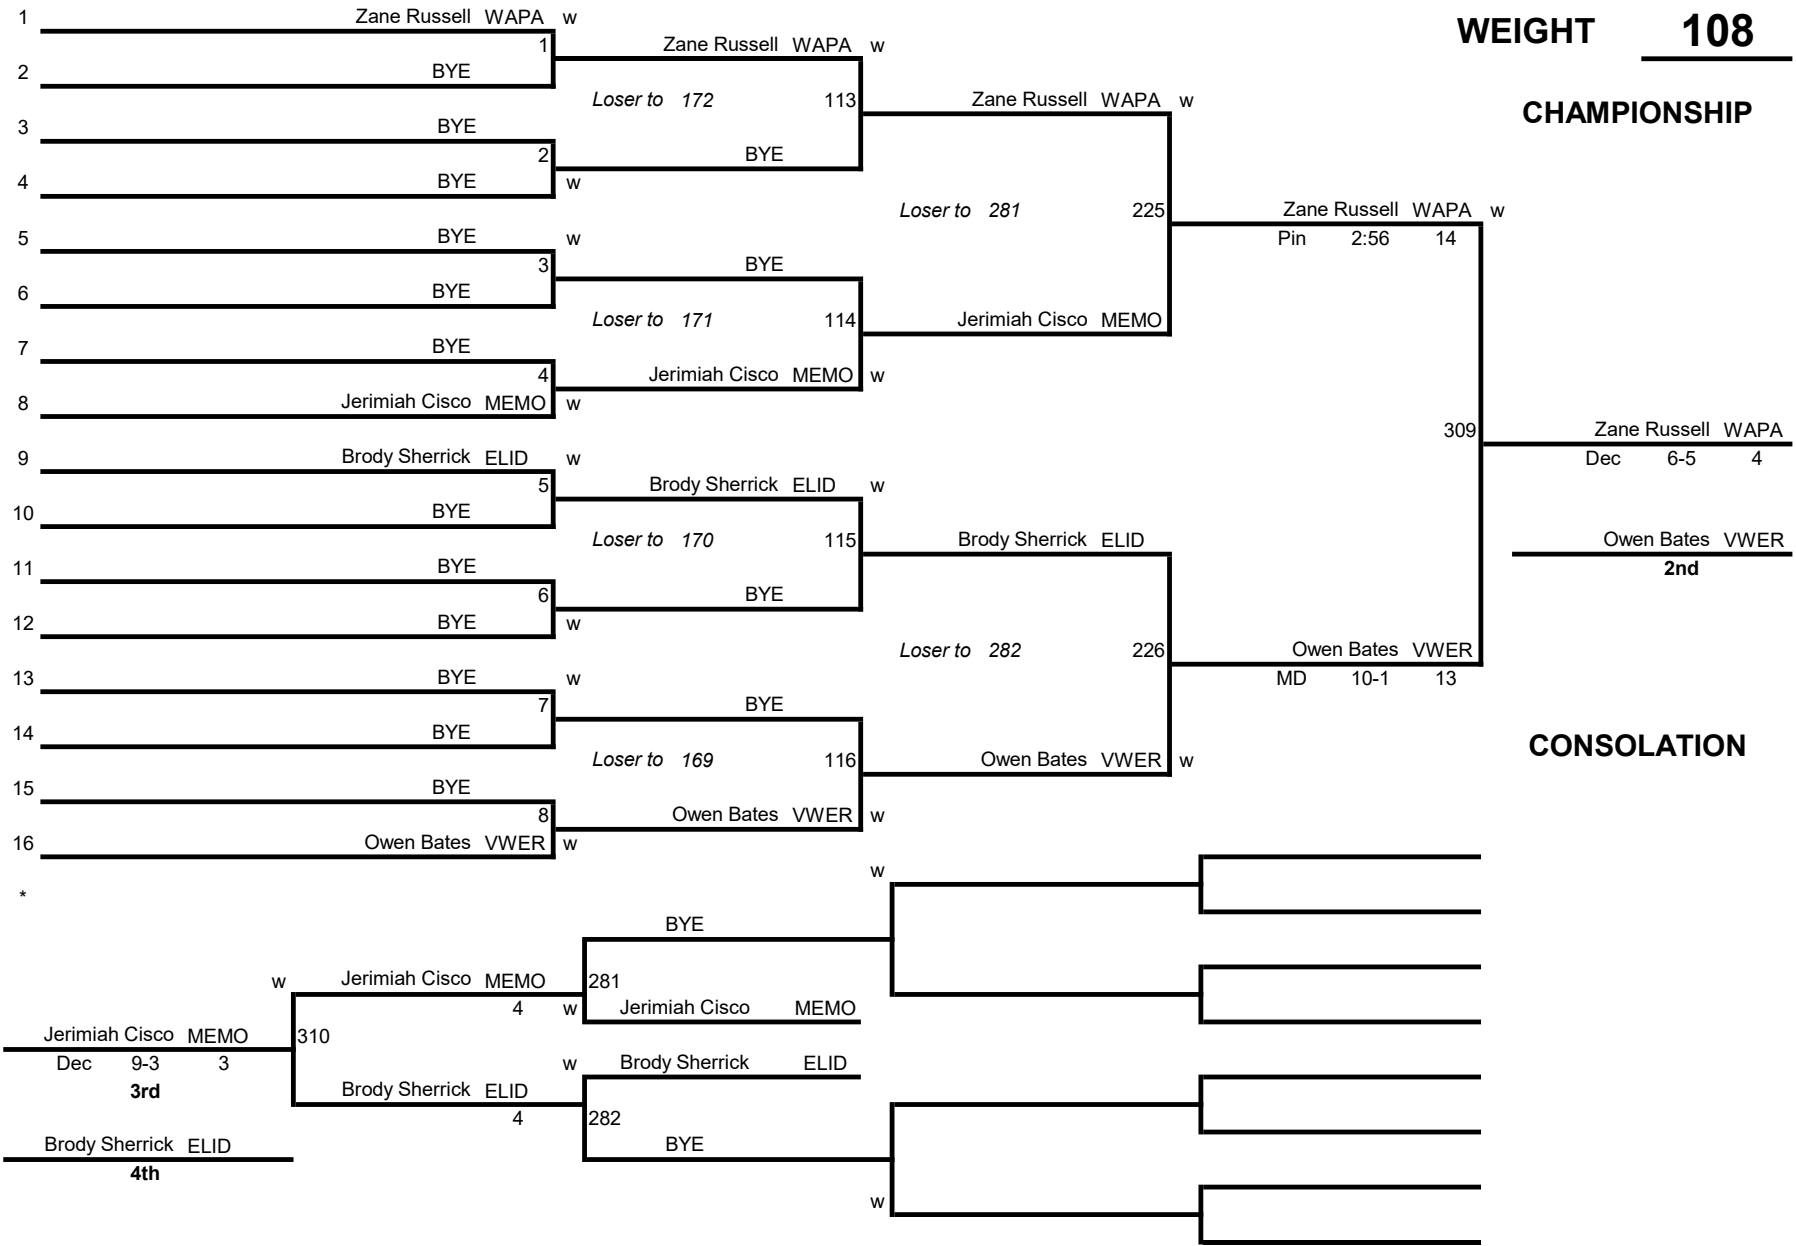 1 Zane Russell WAPA w
WEIGHT 108
1 Zane Russell WAPA w
2 BYE
Loser to 172 113 Zane Russell WAPA w
CHAMPIONSHIP
3 BYE
2 BYE
4 BYE w
Loser to 281 225 Zane Russell WAPA w
5 BYE w
Pin 2:56 14
3 BYE
6 BYE
Loser to 171 114 Jerimiah Cisco MEMO
7 BYE
4 Jerimiah Cisco MEMO w
8 Jerimiah Cisco MEMO w
309 Zane Russell WAPA
9 Brody Sherrick ELID w
Dec 6-5 4
5 Brody Sherrick ELID w
10 BYE
Loser to 170 115 Brody Sherrick ELID
Owen Bates VWER
11 BYE
2nd
6 BYE
12 BYE w
Loser to 282 226 Owen Bates VWER
13 BYE w
MD 10-1 13
7 BYE
14 BYE
CONSOLATION
Loser to 169 116 Owen Bates VWER w
15 BYE
8 Owen Bates VWER w
16 Owen Bates VWER w
w
*
BYE
w Jerimiah Cisco MEMO 281
4 w Jerimiah Cisco MEMO
Jerimiah Cisco MEMO 310
Dec 9-3 3 w Brody Sherrick ELID
3rd Brody Sherrick ELID
4 282
Brody Sherrick ELID BYE
4th
w